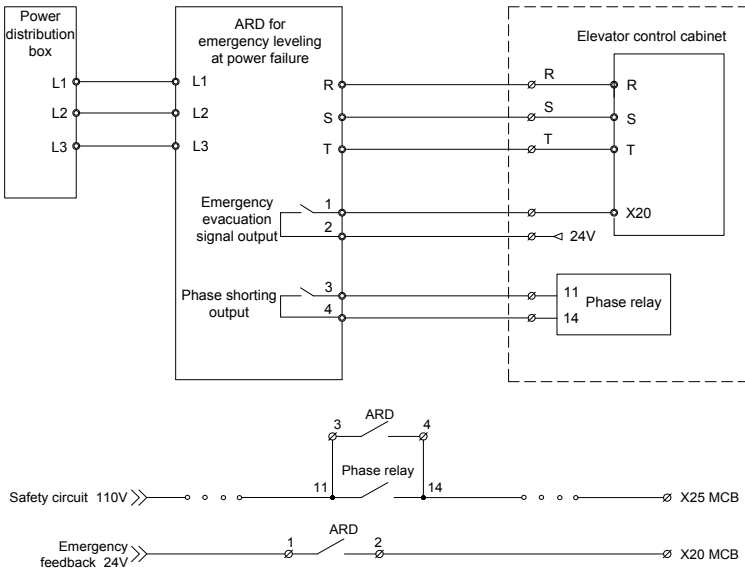 Power
distribution
box
ARD for
emergency leveling
at power failure
Elevator control cabinet
L1
L1
R
R
R
L2
L2
S
S
S
L3
L3
T
T
T
Emergency
evacuation
signal output
1
X20
2
24V
Phase shorting
output
3
11
Phase relay
4
14
3
ARD
4
Phase relay
11
14
Safety circuit 110V
X25 MCB
ARD
1
2
Emergency
feedback 24V
X20 MCB